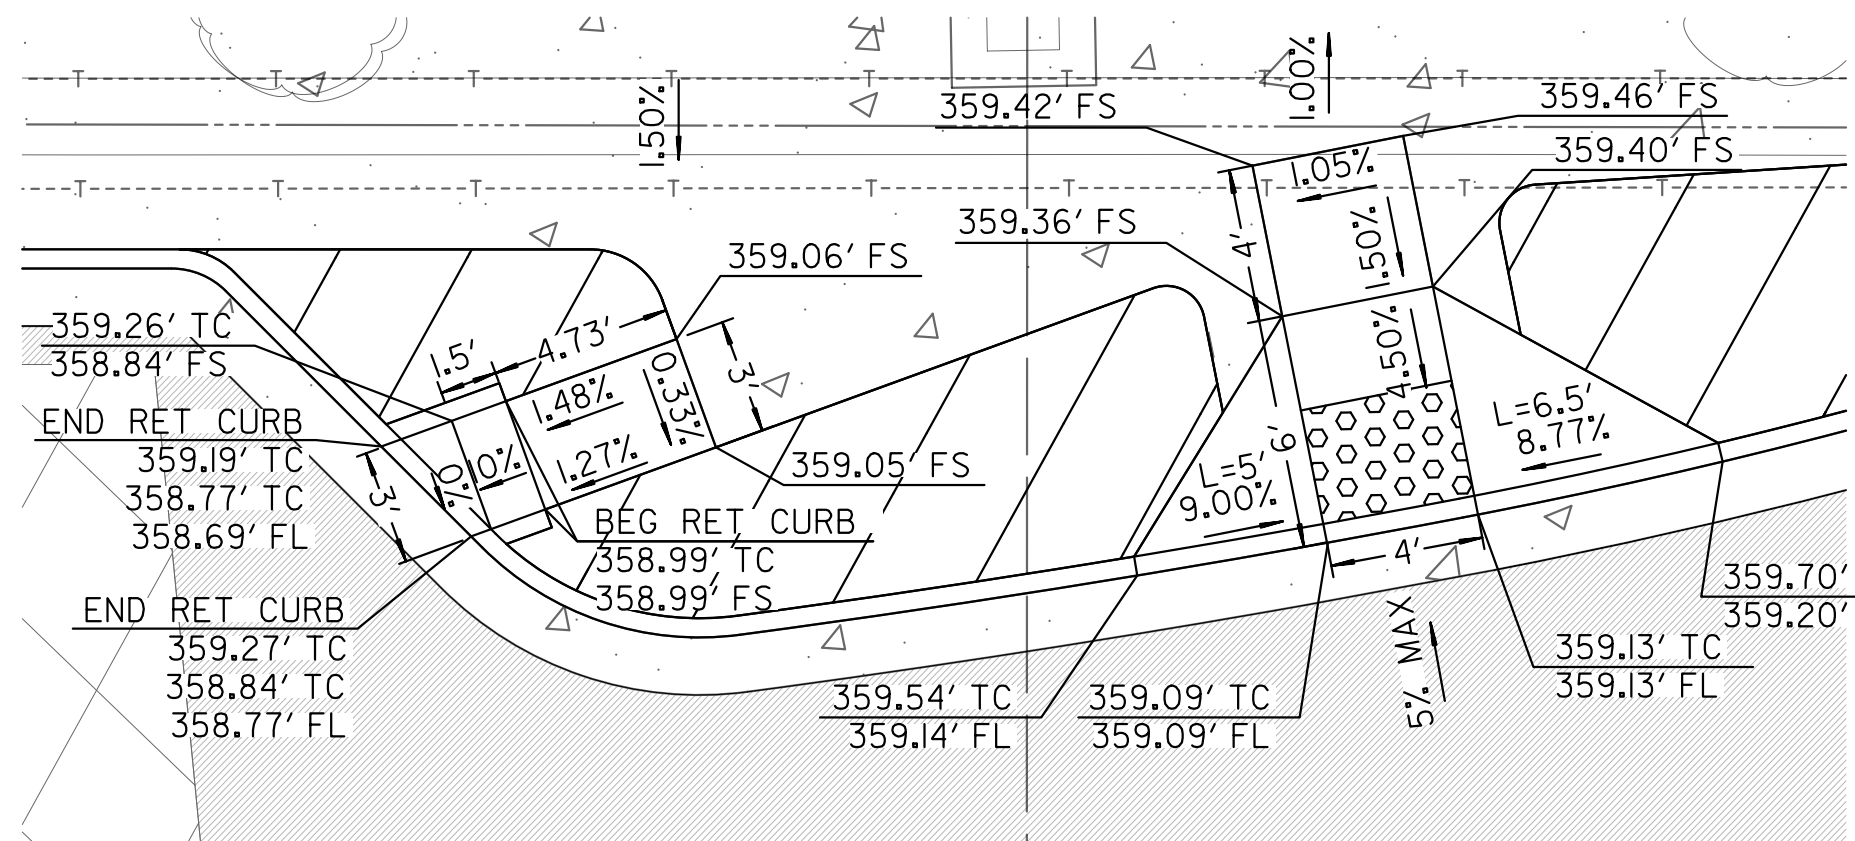 1.00%
359.42' FS
359.46' FS
1.50%
359.40' FS
1.05%
359.36' FS
4'
1.50%
359.06' FS
359.26' TC
358.84' FS
1.5'
4.73'
0.33%
3'
4.50%
1.48%
END RET CURB
359.19' TC
358.77' TC
358.69' FL
3'
0%
10%
1.27%
359.05' FS
L=6.5'
8.77%
6'
L=5'
9.00%
BEG RET CURB
358.99' TC
358.99' FS
4'
359.70'
359.20'
END RET CURB
359.27' TC
358.84' TC
358.77' FL
5% MAX
359.13' TC
359.13' FL
359.54' TC
359.14' FL
359.09' TC
359.09' FL
T T T T T T T T T
T T T T T T T T T